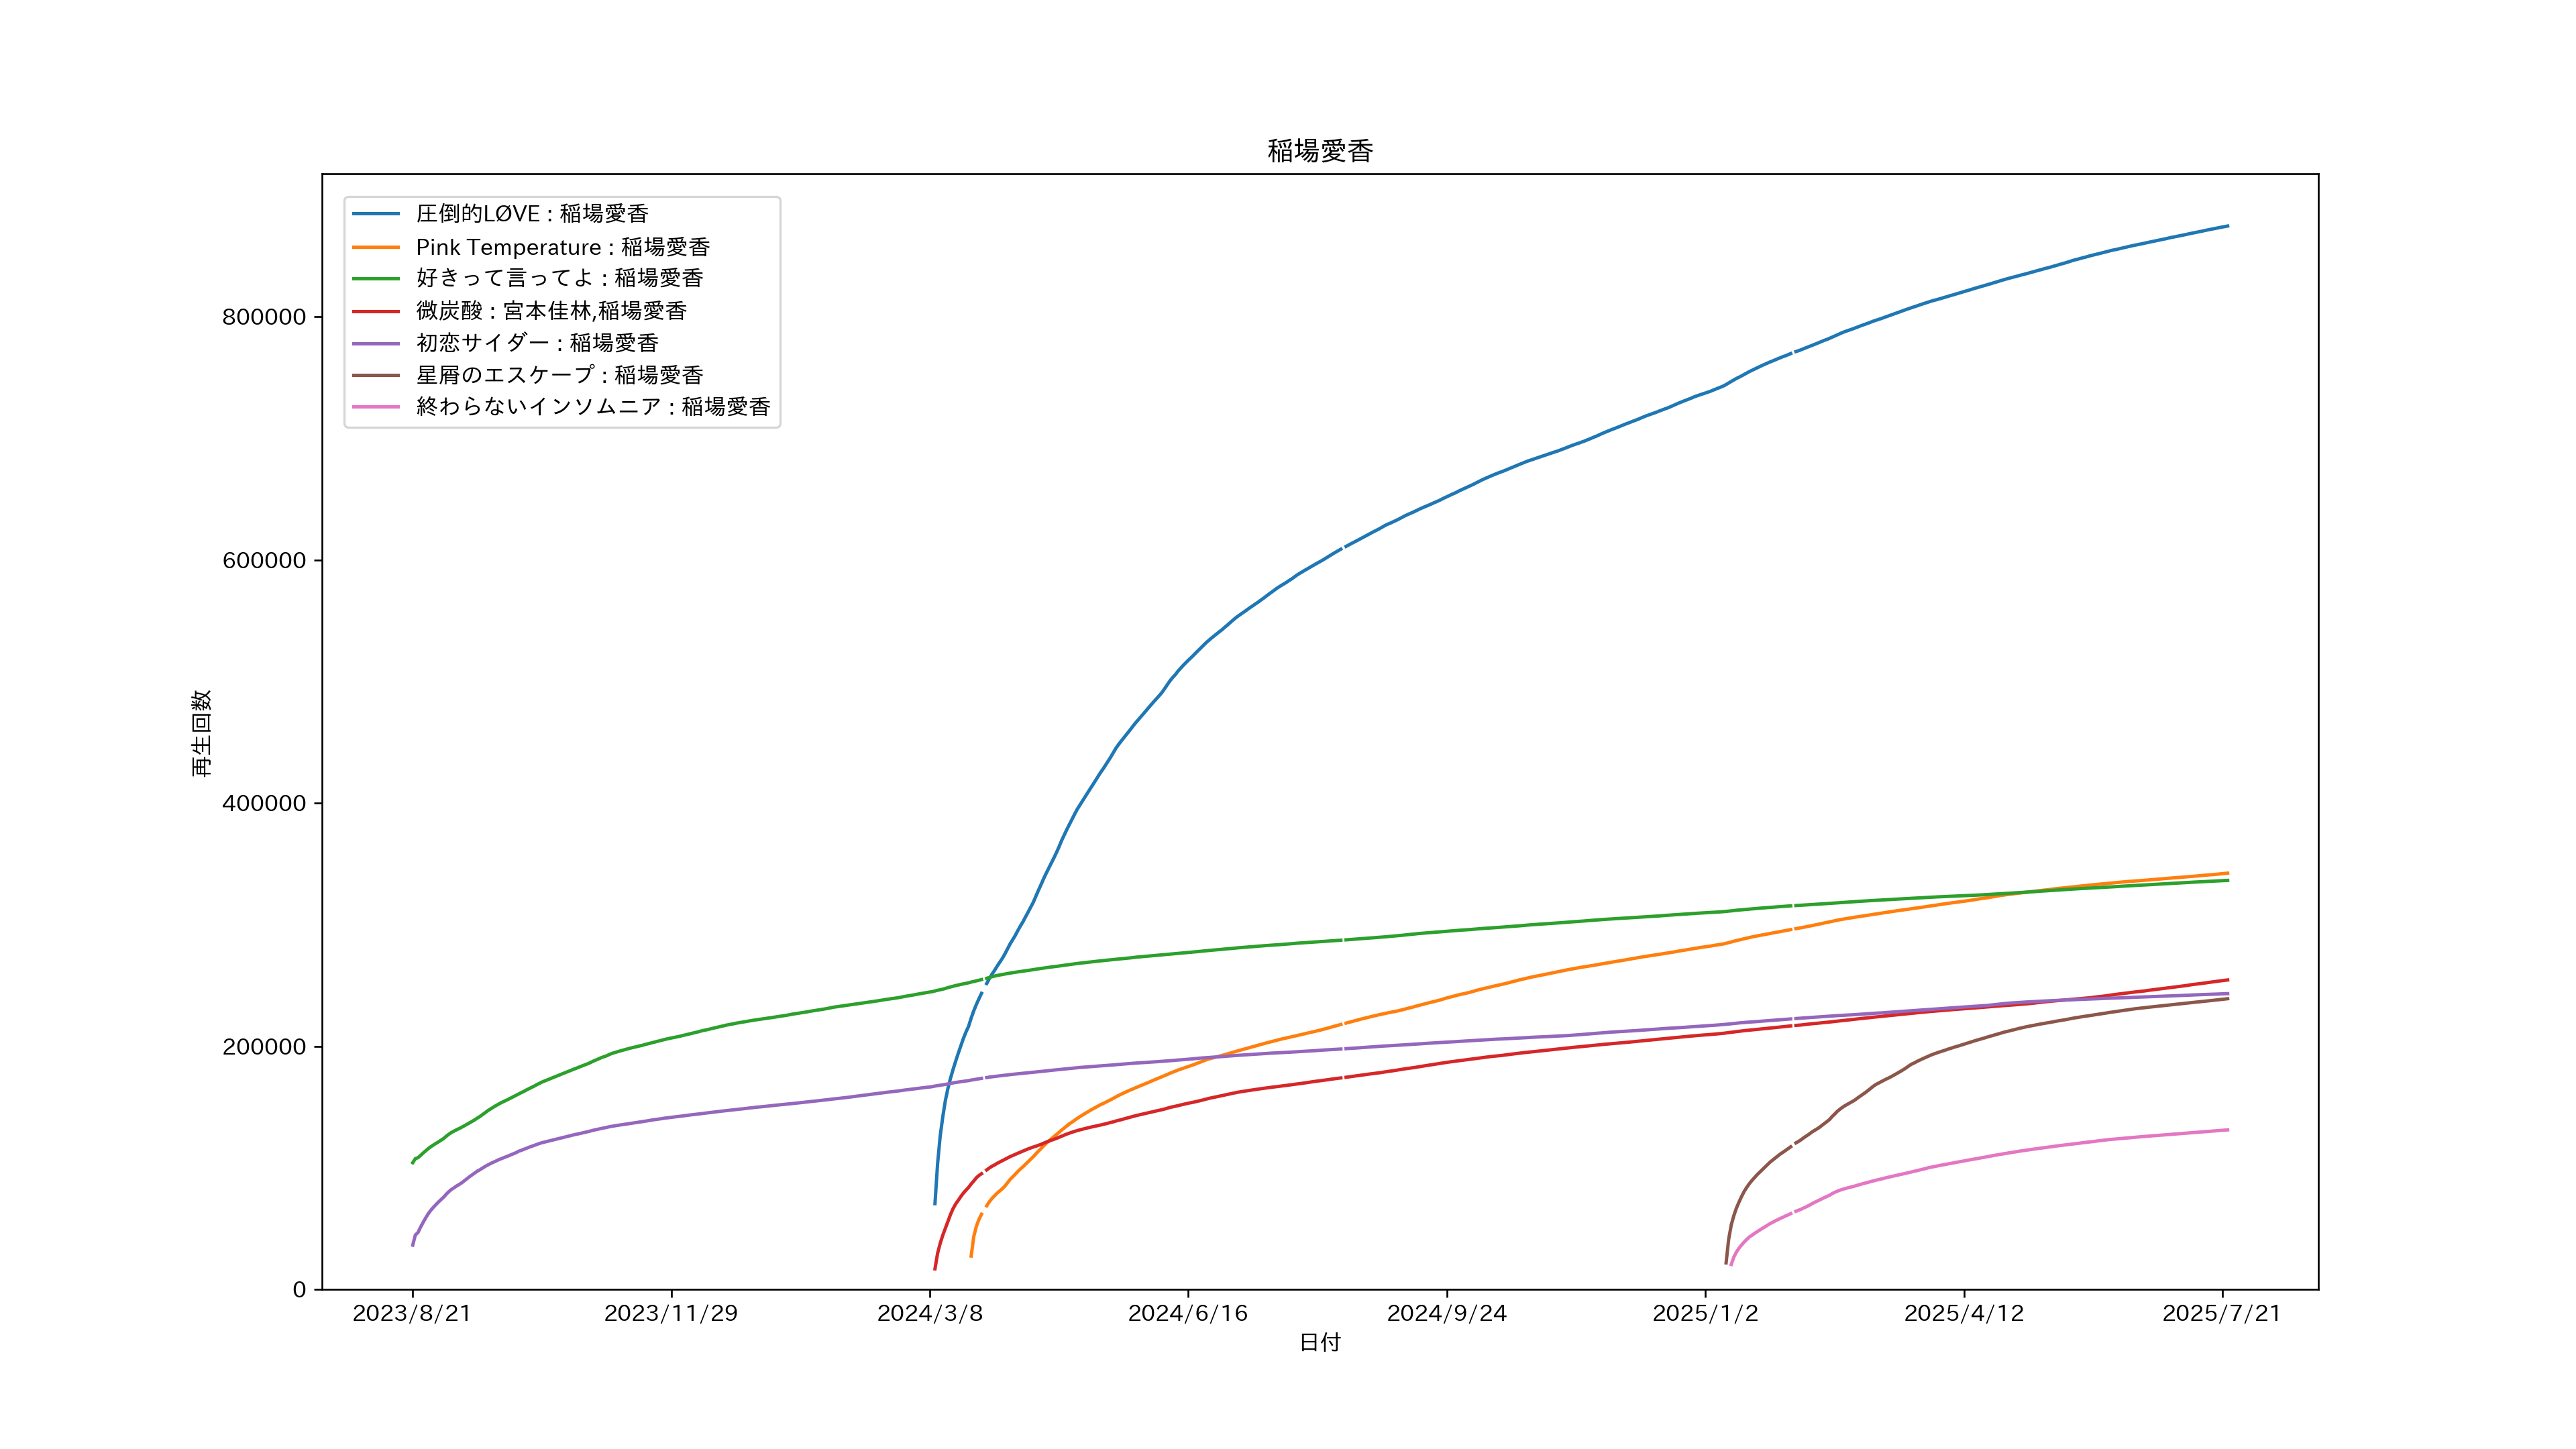 稲場愛香
圧倒的LØVE : 稲場愛香
Pink Temperature : 稲場愛香
好きって言ってよ : 稲場愛香
微炭酸 : 宮本佳林,稲場愛香
初恋サイダー : 稲場愛香
星屑のエスケープ : 稲場愛香
終わらないインソムニア : 稲場愛香
800000
600000
400000
200000
0
再生回数
2023/8/21
2023/11/29
2024/3/8
2024/6/16
2024/9/24
2025/1/2
2025/4/12
2025/7/21
日付